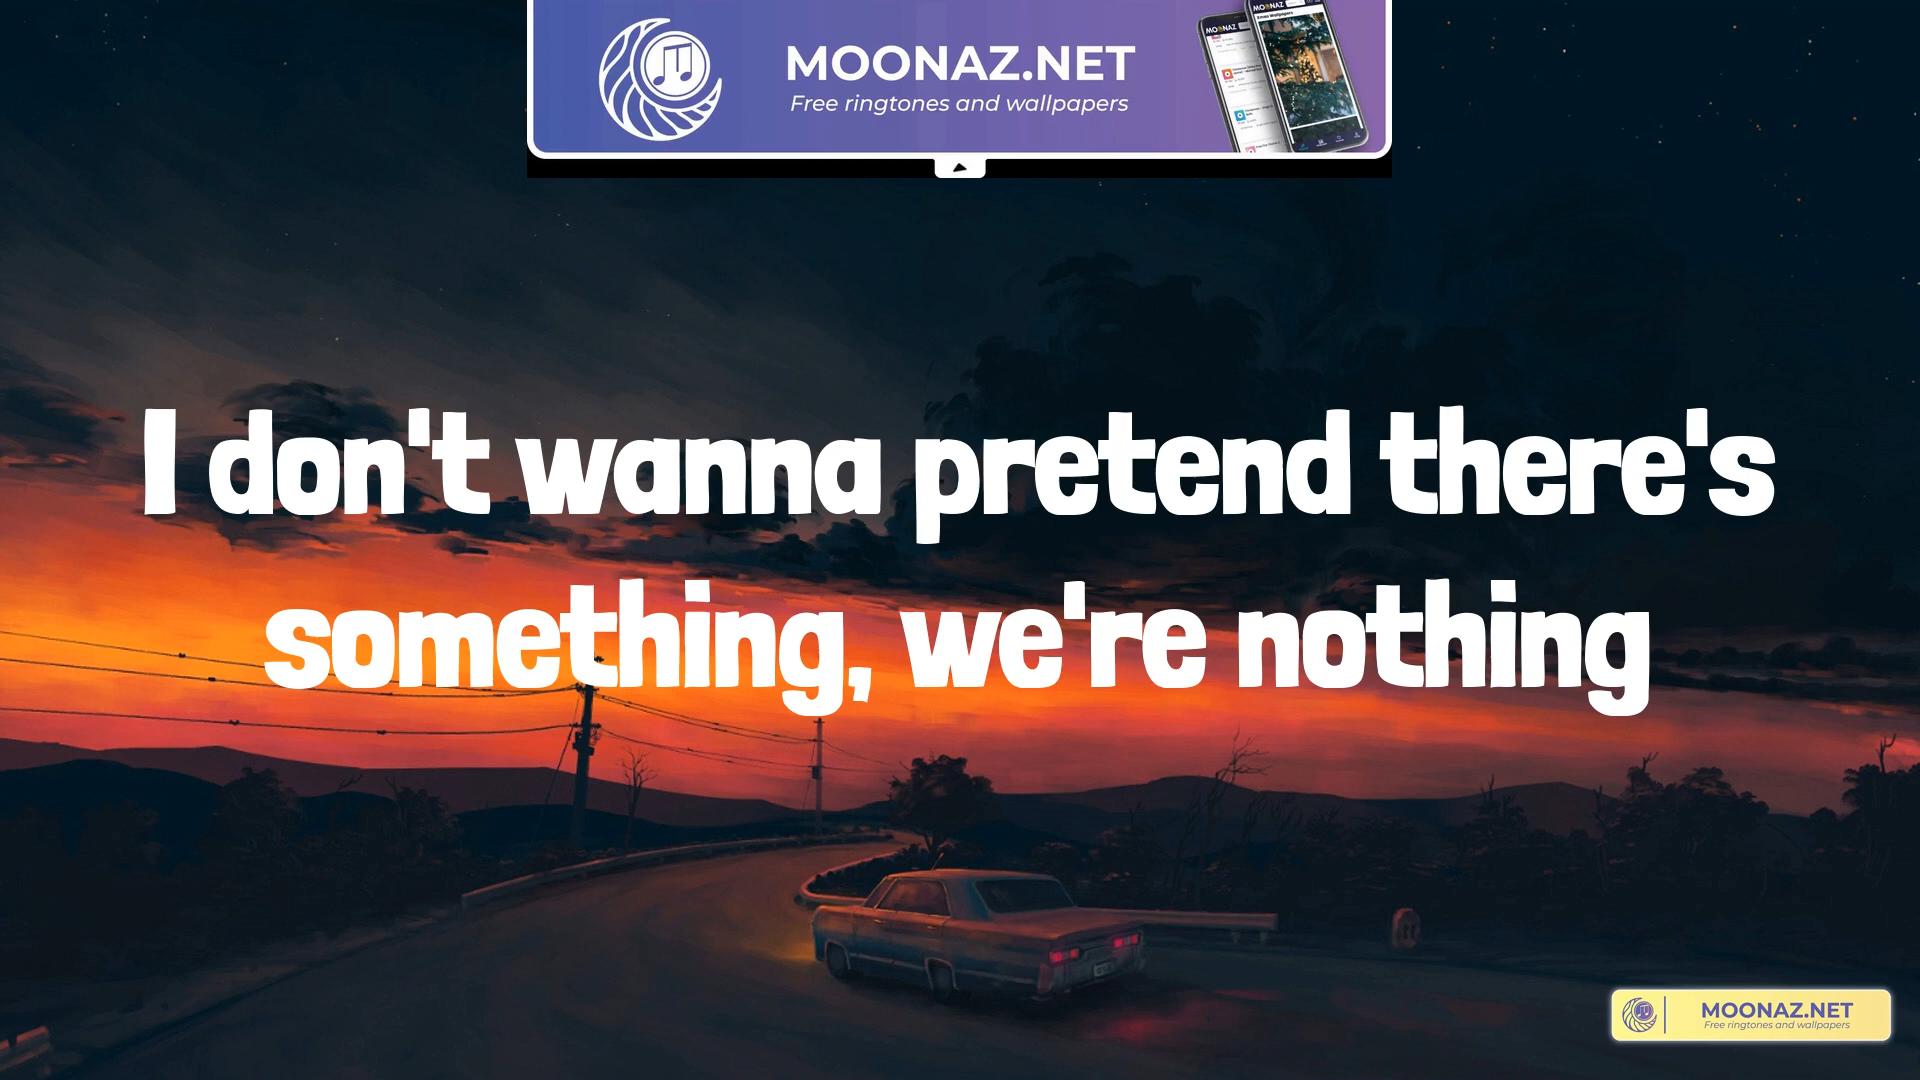 MOONAZ.NET
Free ringtones and wallpapers
I don't wanna pretend there's
something, we're nothing
MOONAZ.NET
Free ringtones and wallpapers